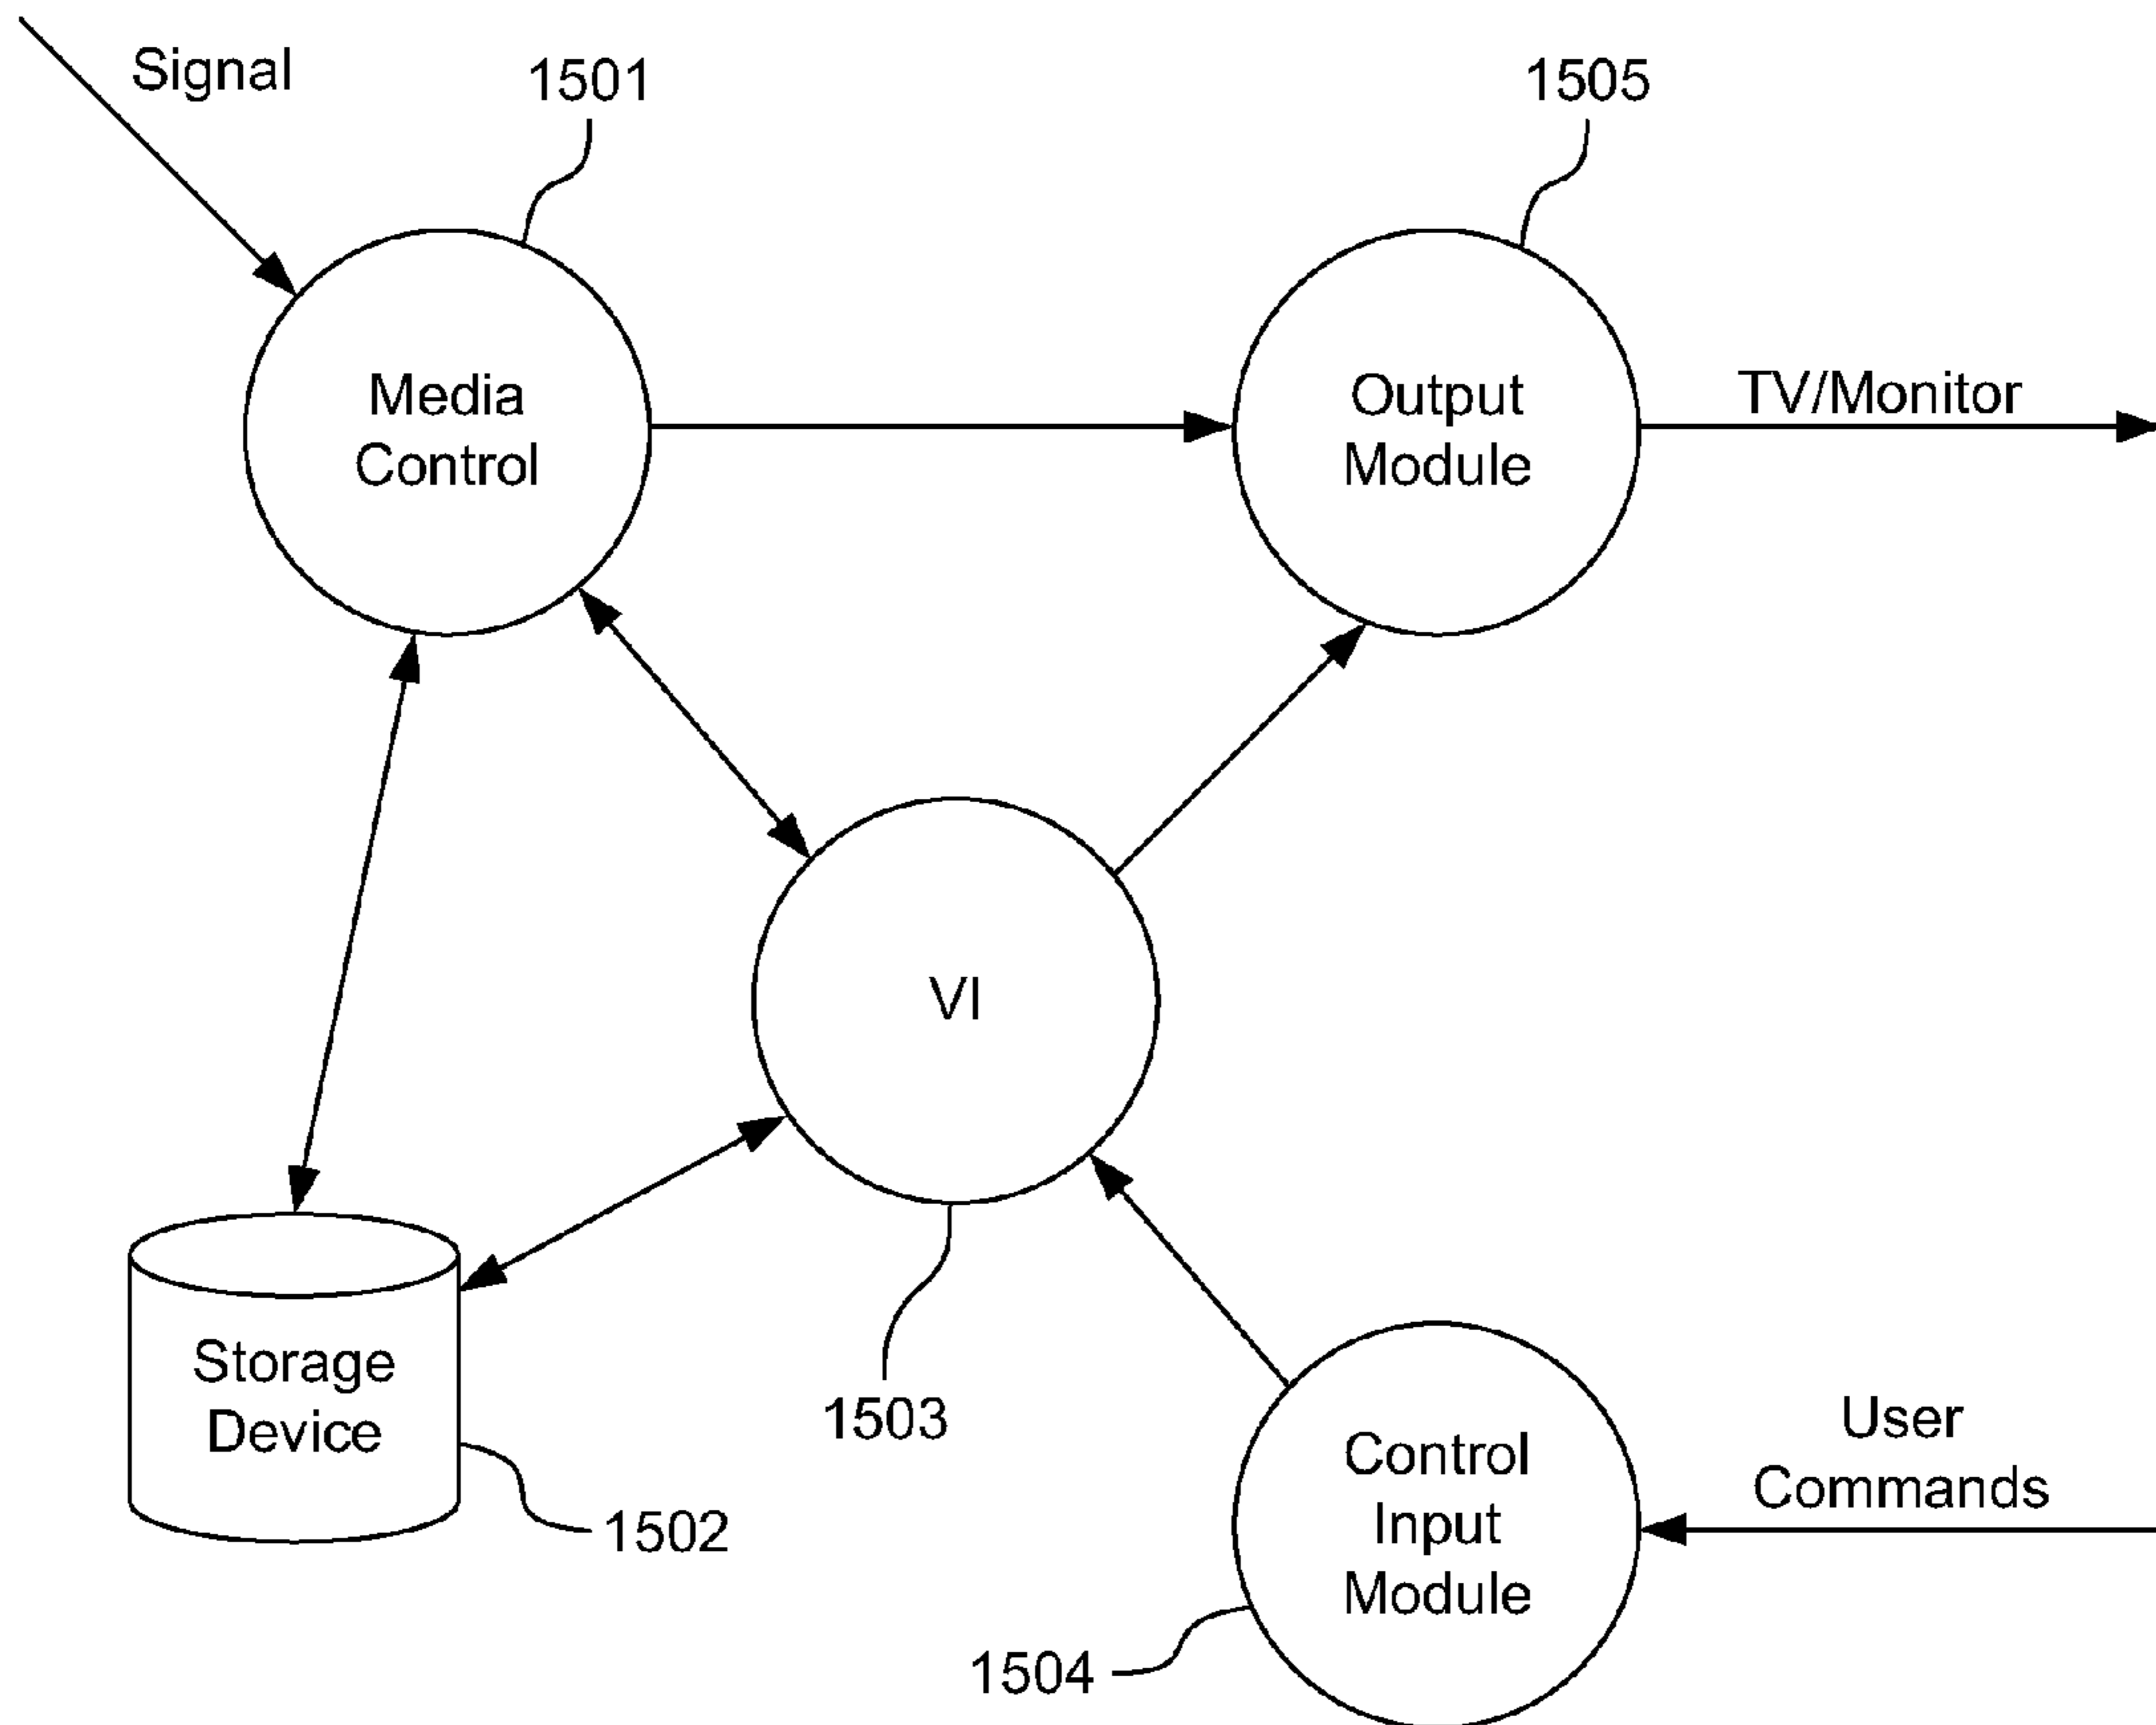 Signal
1501
1505
Media
Control
Output
Module
TV/Monitor
VI
Storage
Device
1503
1502
Control
Input
Module
User
Commands
1504